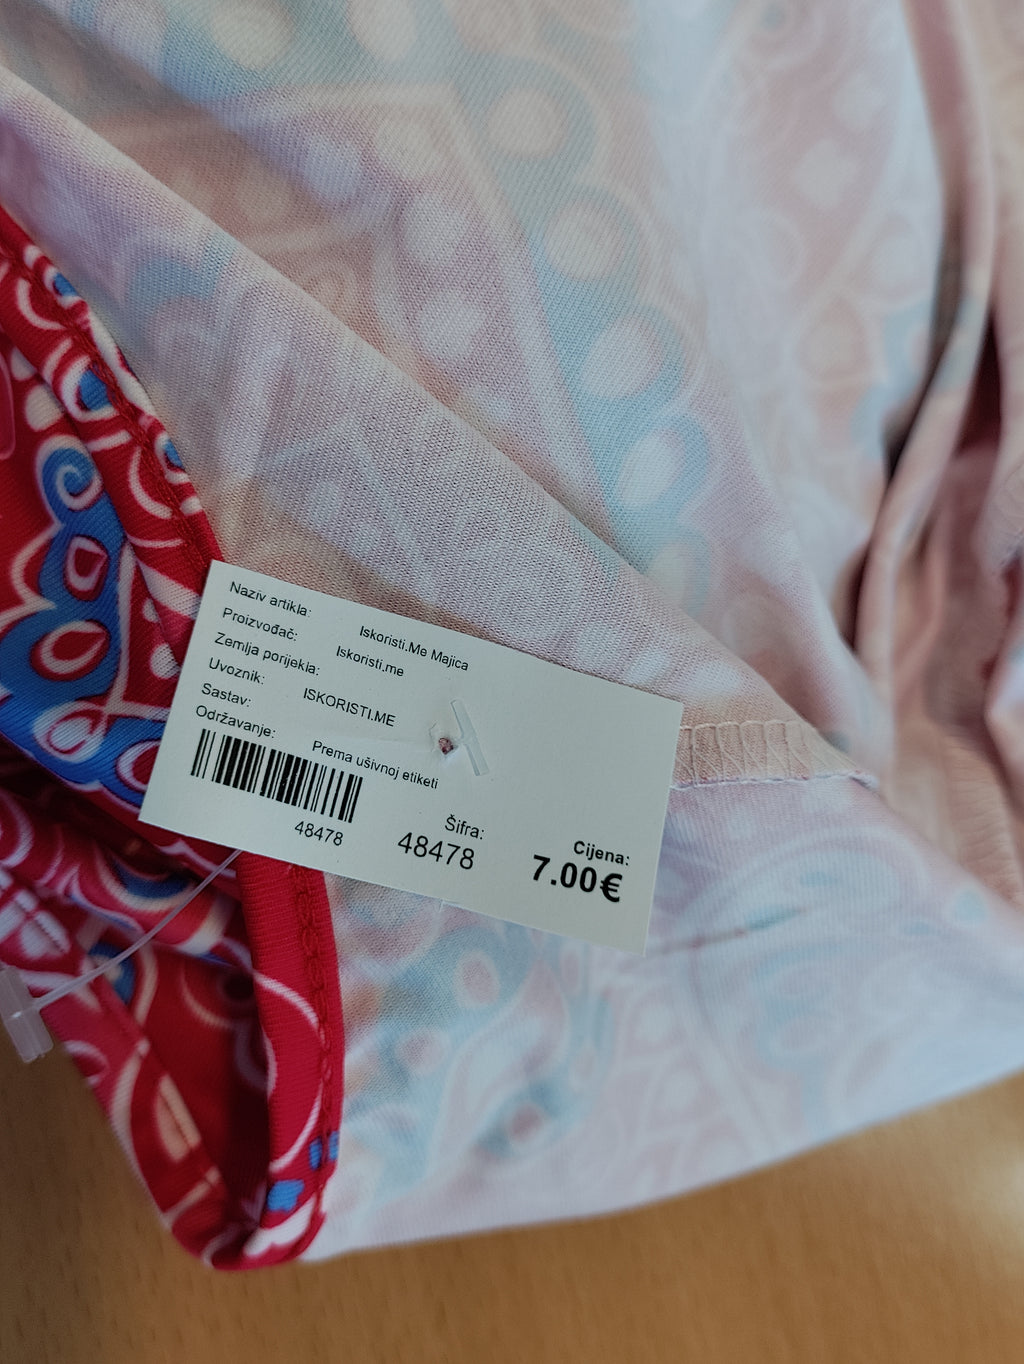 Naziv artikla: Iskoristi.Me Majica
Proizvođač: Iskoristi.me
Zemlja porijekla:
Uvoznik: ISKORISTI.ME
Sastav:
Održavanje: Prema ušivnoj etiketi
48478
Šifra:
48478
Cijena:
7.00€